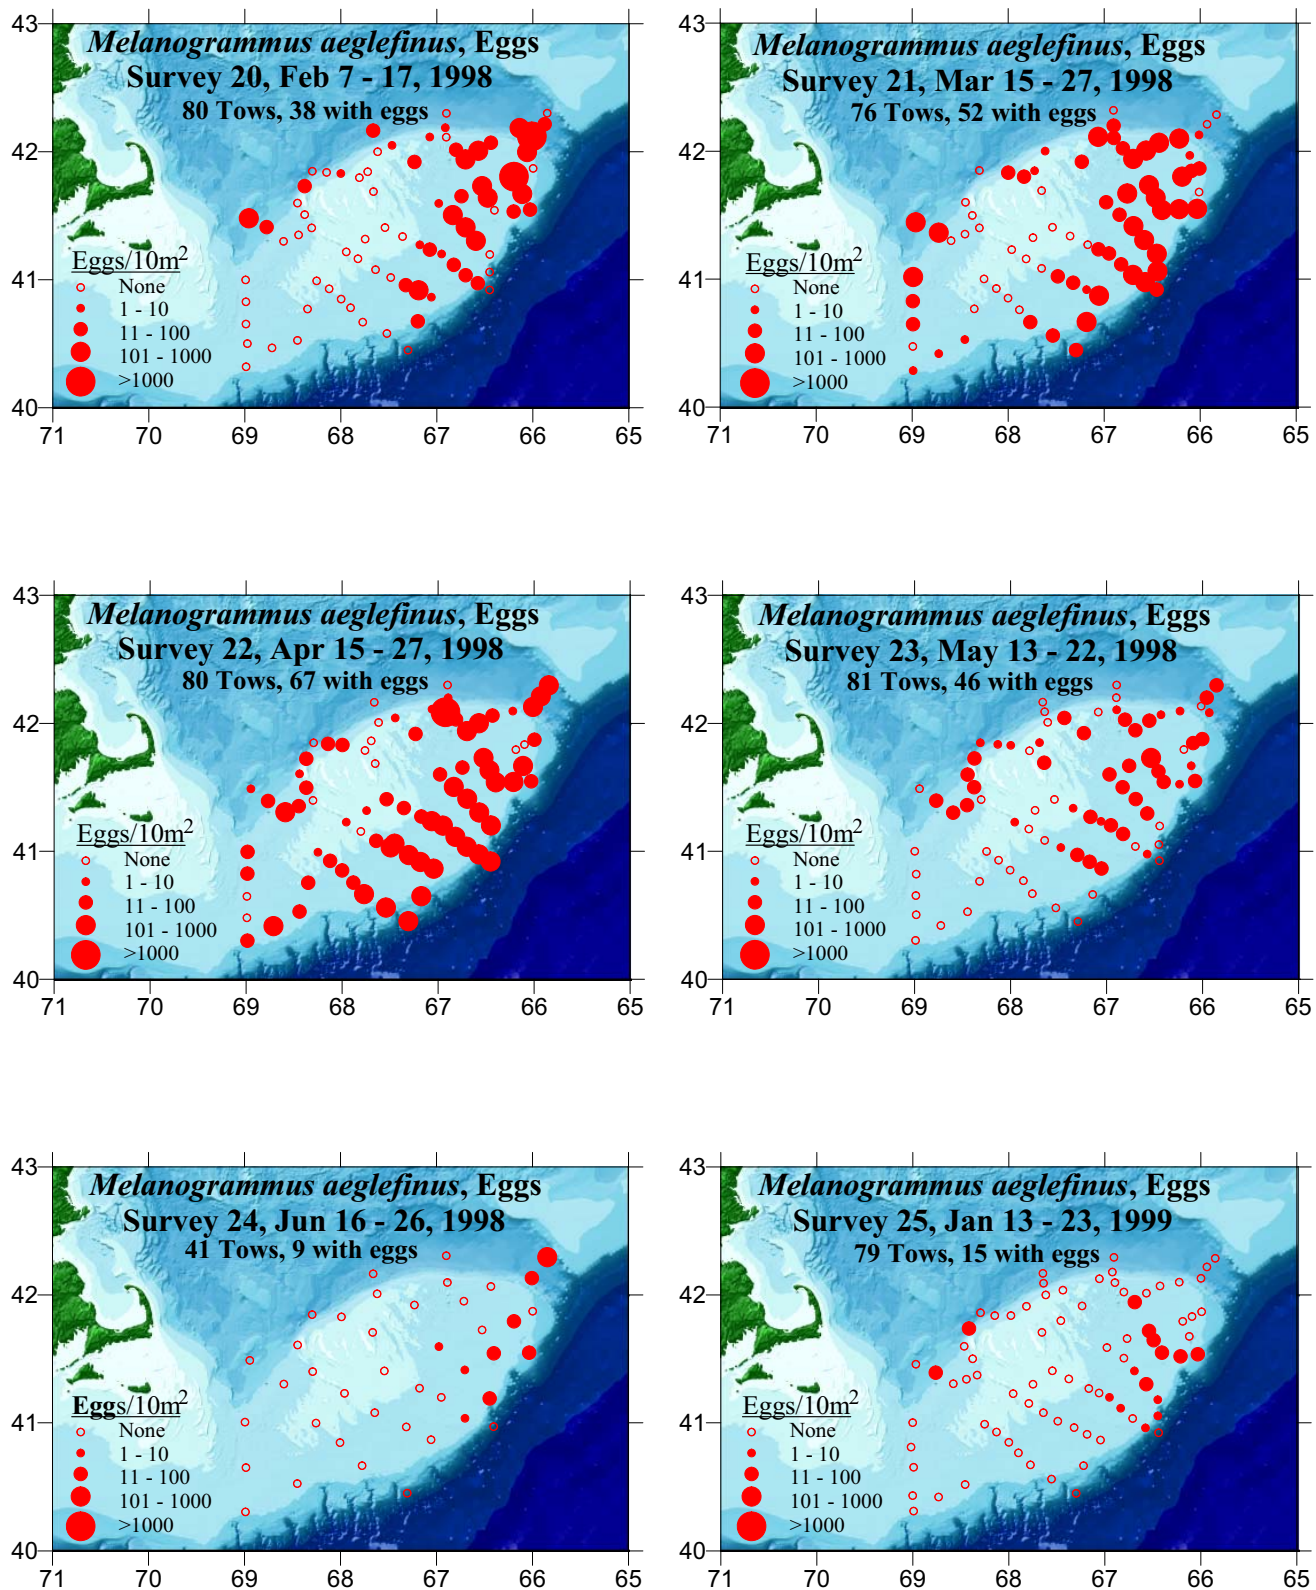 43
Melanogrammus aeglefinus, Eggs
Survey 20, Feb 7 - 17, 1998
80 Tows, 38 with eggs
42
Eggs/10m²
41
None
1 - 10
11 - 100
101 - 1000
>1000
40
71 70 69 68 67 66 65
43
Melanogrammus aeglefinus, Eggs
Survey 21, Mar 15 - 27, 1998
76 Tows, 52 with eggs
42
Eggs/10m²
41
None
1 - 10
11 - 100
101 - 1000
>1000
40
71 70 69 68 67 66 65
43
Melanogrammus aeglefinus, Eggs
Survey 22, Apr 15 - 27, 1998
80 Tows, 67 with eggs
42
Eggs/10m²
41
None
1 - 10
11 - 100
101 - 1000
>1000
40
71 70 69 68 67 66 65
43
Melanogrammus aeglefinus, Eggs
Survey 23, May 13 - 22, 1998
81 Tows, 46 with eggs
42
Eggs/10m²
41
None
1 - 10
11 - 100
101 - 1000
>1000
40
71 70 69 68 67 66 65
43
Melanogrammus aeglefinus, Eggs
Survey 24, Jun 16 - 26, 1998
41 Tows, 9 with eggs
42
Eggs/10m²
41
None
1 - 10
11 - 100
101 - 1000
>1000
40
71 70 69 68 67 66 65
43
Melanogrammus aeglefinus, Eggs
Survey 25, Jan 13 - 23, 1999
79 Tows, 15 with eggs
42
Eggs/10m²
41
None
1 - 10
11 - 100
101 - 1000
>1000
40
71 70 69 68 67 66 65